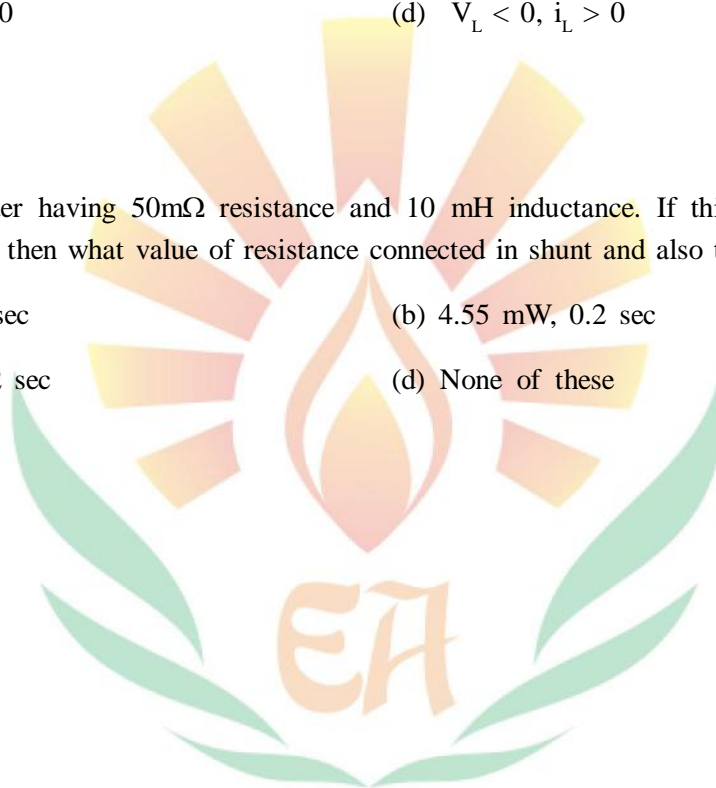 0 (d) V_L < 0, i_L > 0
er having 50mΩ resistance and 10 mH inductance. If thi
then what value of resistance connected in shunt and also t
sec (b) 4.55 mW, 0.2 sec
sec (d) None of these
EA